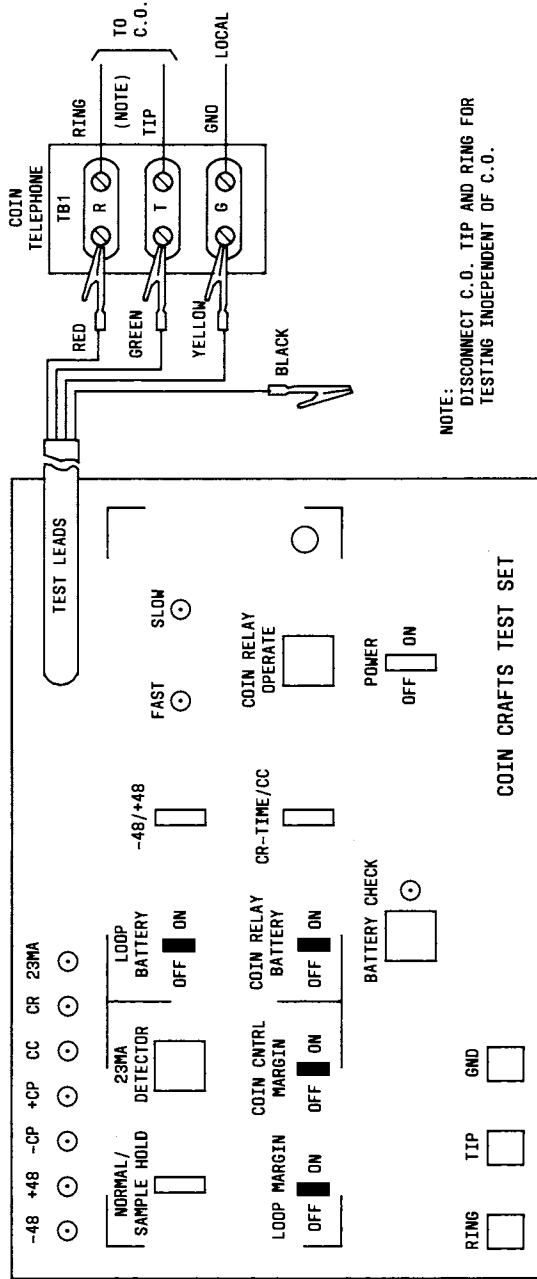 COIN
TELEPHONE
TB1
R
T
G
RING
(NOTE)
TIP
GND
TO
C.O.
LOCAL
RED
GREEN
YELLOW
BLACK
NOTE:
DISCONNECT C.O. TIP AND RING FOR
TESTING INDEPENDENT OF C.O.
TEST LEADS
-48 +48 -CP +CP CC CR 23MA
NORMAL/
SAMPLE HOLD
23MA
DETECTOR
LOOP
BATTERY
OFF ON
-48/+48
FAST
SLOW
LOOP MARGIN
OFF ON
COIN CNTRL
MARGIN
OFF ON
COIN RELAY
BATTERY
OFF ON
CR-TIME/CC
COIN RELAY
OPERATE
BATTERY CHECK
POWER
OFF ON
RING
TIP
GND
COIN CRAFTS TEST SET